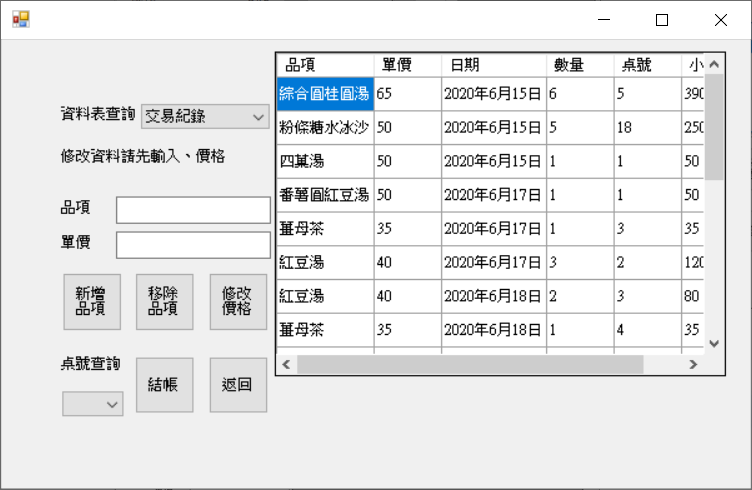 資料表查詢 交易紀錄
修改資料請先輸入、價格
品項
單價
新增
品項
移除
品項
修改
價格
桌號查詢
結帳
返回
品項 單價 日期 數量 桌號 小
綜合圓桂圓湯 65 2020年6月15日 6 5 390
粉條糖水冰沙 50 2020年6月15日 5 18 250
四菓湯 50 2020年6月15日 1 1 50
番薯圓紅豆湯 50 2020年6月17日 1 1 50
薑母茶 35 2020年6月17日 1 3 35
紅豆湯 40 2020年6月17日 3 2 120
紅豆湯 40 2020年6月18日 2 3 80
薑母茶 35 2020年6月18日 1 4 35